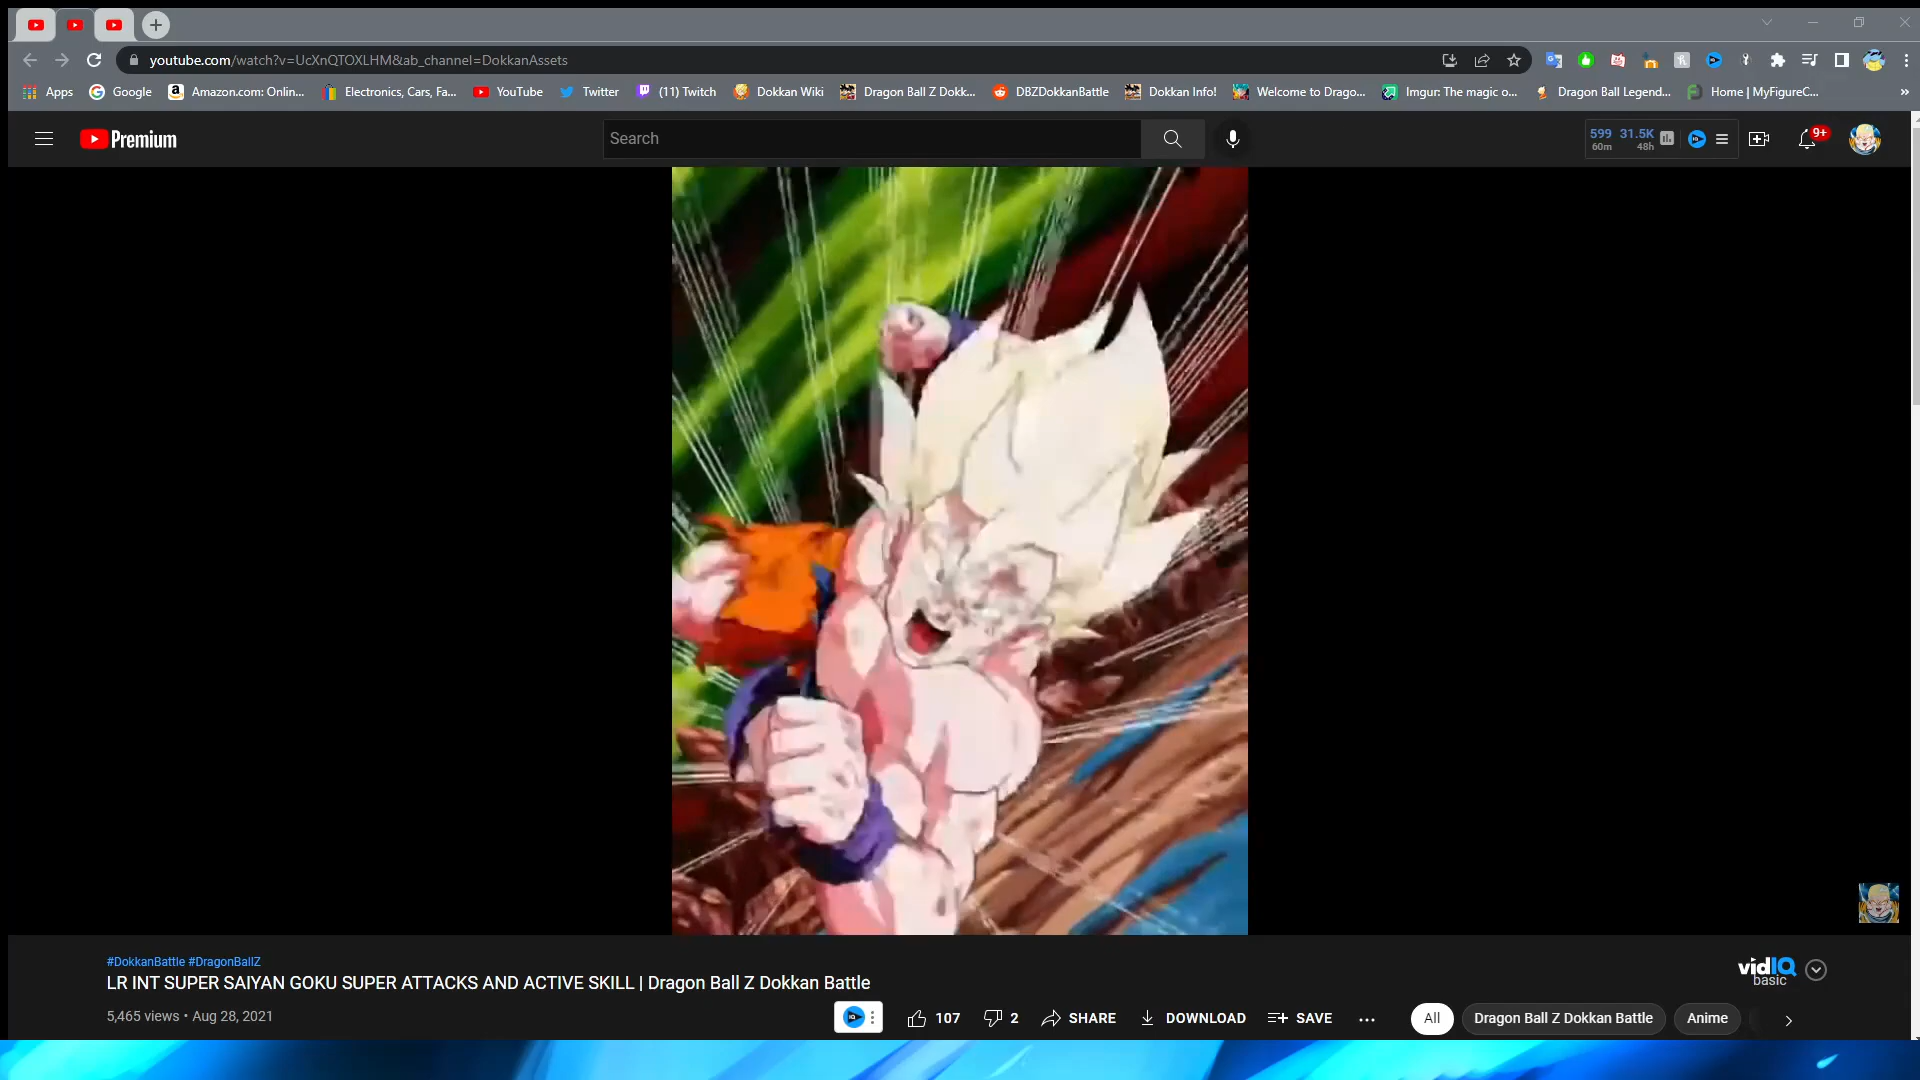 youtube.com/watch?v=UcXnQTOXLHM&ab_channel=DokkanAssets
Apps Google Amazon.com: Onlin... Electronics, Cars, Fa... YouTube Twitter (11) Twitch Dokkan Wiki Dragon Ball Z Dokk... DBZDokkanBattle Dokkan Info! Welcome to Drago... Imgur: The magic o... Dragon Ball Legend... Home | MyFigureC... »
Premium Search 599 31.5K 9+
60m 48h
#DokkanBattle #DragonBallZ
LR INT SUPER SAIYAN GOKU SUPER ATTACKS AND ACTIVE SKILL | Dragon Ball Z Dokkan Battle
vidIQ
basic
5,465 views • Aug 28, 2021
IQ 107 2 SHARE DOWNLOAD SAVE ... All Dragon Ball Z Dokkan Battle Anime